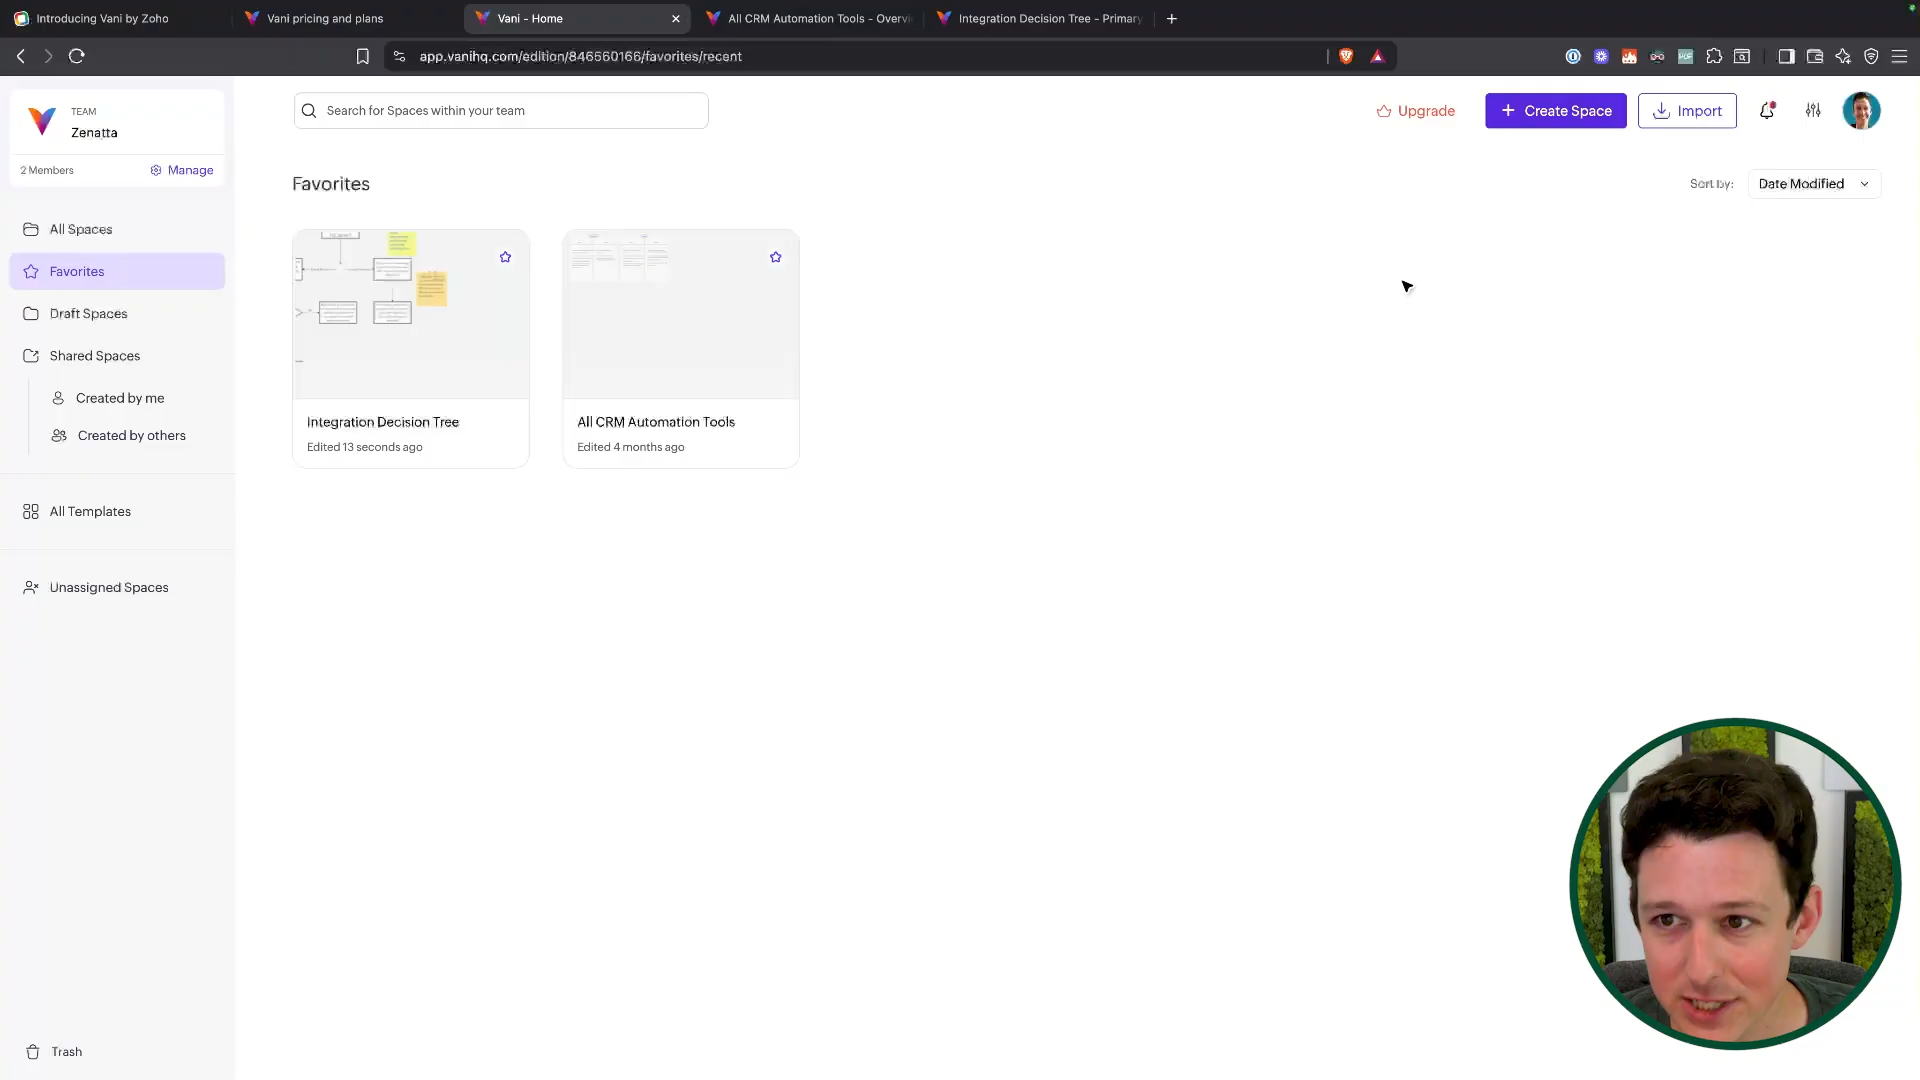 Introducing Vani by Zoho
Vani pricing and plans
Vani - Home
All CRM Automation Tools - Overvi
Integration Decision Tree - Primary
app.vanihq.com/edition/846560166/favorites/recent
TEAM
Zenatta
2 Members
Manage
Search for Spaces within your team
Upgrade
Create Space
Import
All Spaces
Favorites
Draft Spaces
Shared Spaces
Created by me
Created by others
All Templates
Unassigned Spaces
Trash
Favorites
Sort by:
Date Modified
Integration Decision Tree
Edited 13 seconds ago
All CRM Automation Tools
Edited 4 months ago